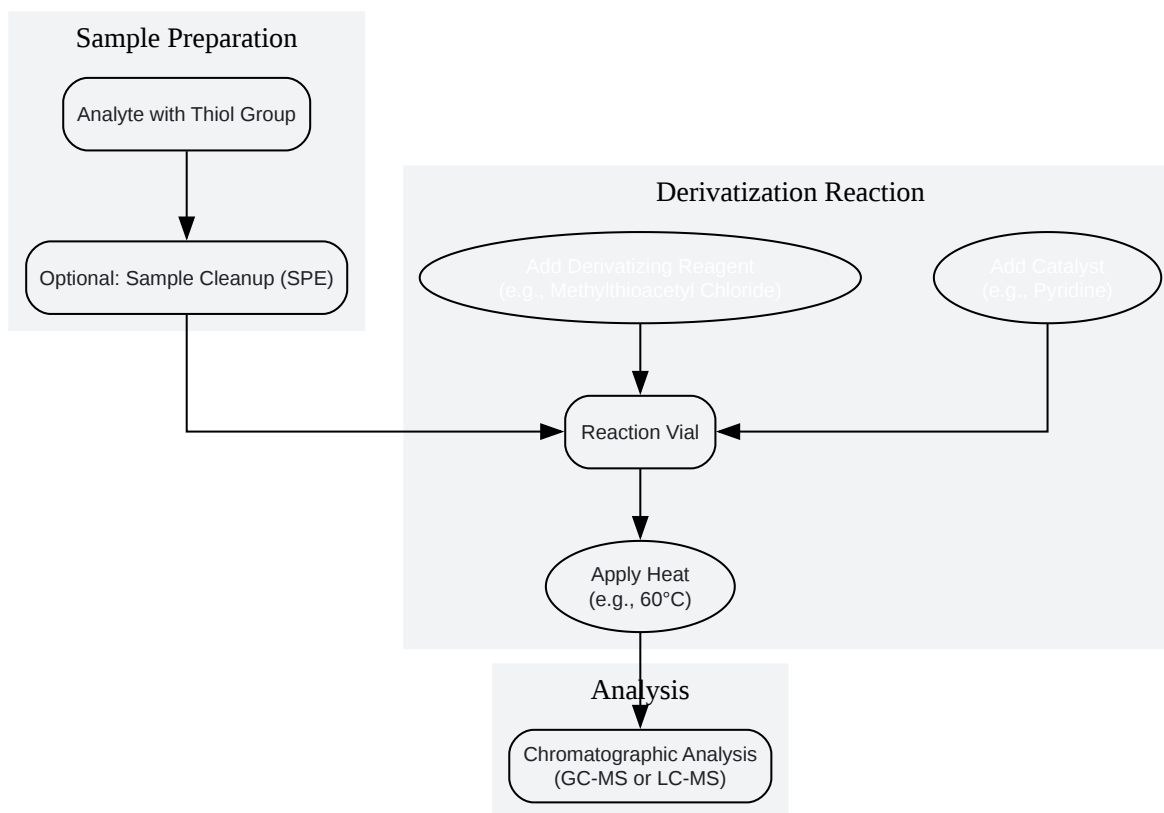 Sample Preparation
Analyte with Thiol Group
Optional: Sample Cleanup (SPE)
Derivatization Reaction
Add Derivatizing Reagent
(e.g., Methylthioacetyl Chloride)
Add Catalyst
(e.g., Pyridine)
Reaction Vial
Apply Heat
(e.g., 60°C)
Analysis
Chromatographic Analysis
(GC-MS or LC-MS)